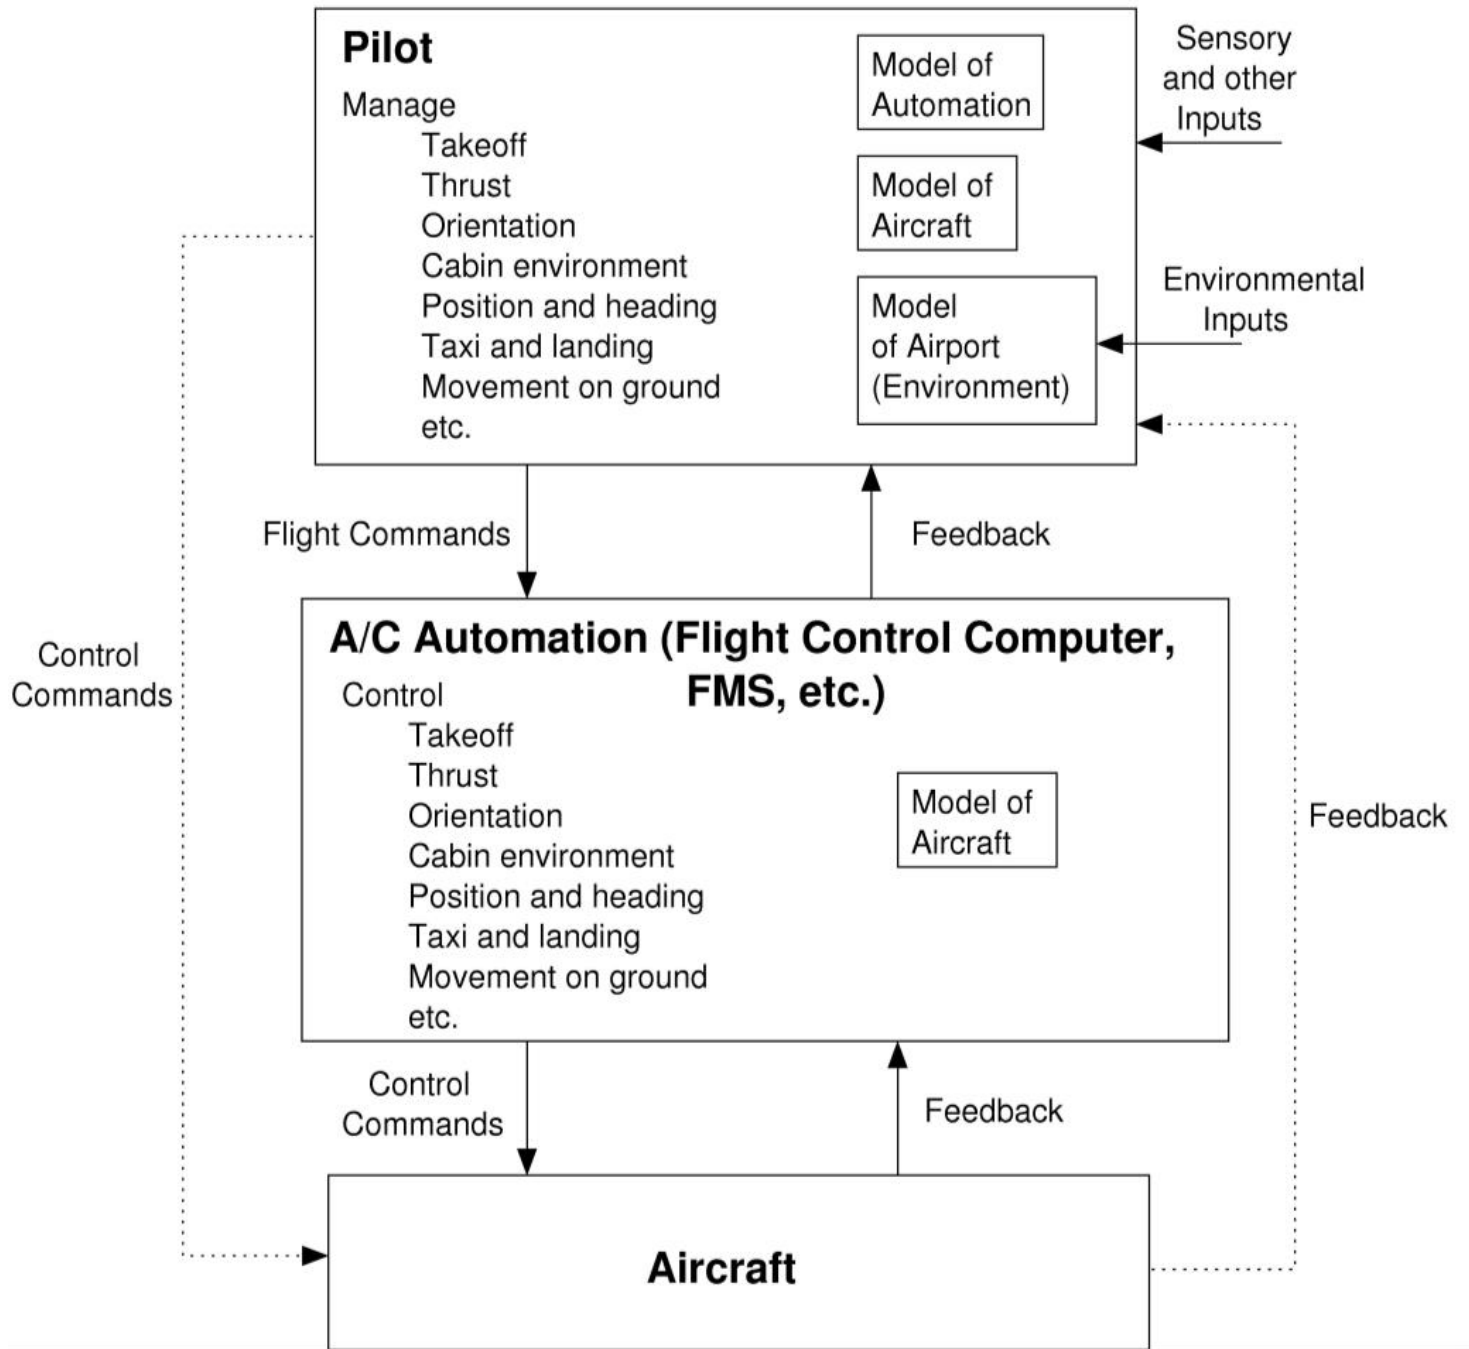 Pilot
Manage
Takeoff
Thrust
Orientation
Cabin environment
Position and heading
Taxi and landing
Movement on ground
etc.
Model of
Automation
Model of
Aircraft
Model
of Airport
(Environment)
Sensory
and other
Inputs
Environmental
Inputs
Flight Commands
Feedback
Control
Commands
A/C Automation (Flight Control Computer,
FMS, etc.)
Control
Takeoff
Thrust
Orientation
Cabin environment
Position and heading
Taxi and landing
Movement on ground
etc.
Model of
Aircraft
Feedback
Control
Commands
Feedback
Aircraft